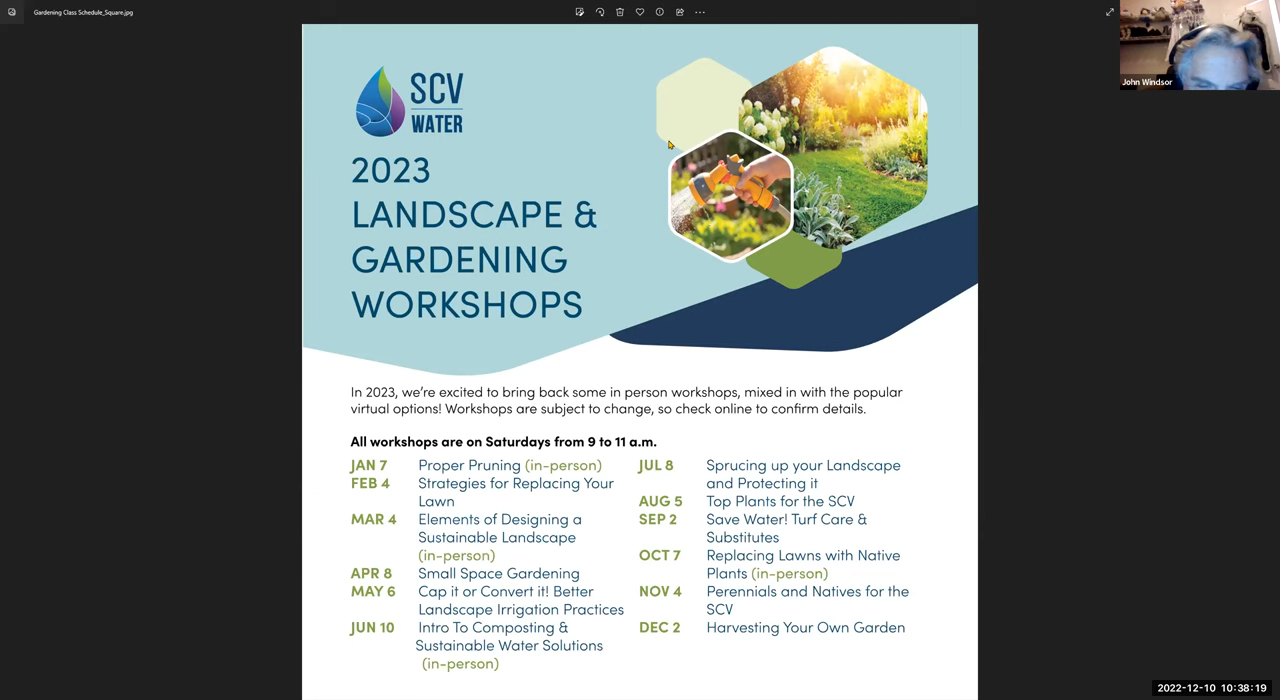 Gardening Class Schedule_Square.jpg
John Windsor
SCV
WATER
2023
LANDSCAPE &
GARDENING
WORKSHOPS
In 2023, we're excited to bring back some in person workshops, mixed in with the popular
virtual options! Workshops are subject to change, so check online to confirm details.
All workshops are on Saturdays from 9 to 11 a.m.
JAN 7 Proper Pruning (in-person)
FEB 4 Strategies for Replacing Your
Lawn
MAR 4 Elements of Designing a
Sustainable Landscape
(in-person)
APR 8 Small Space Gardening
MAY 6 Cap it or Convert it! Better
Landscape Irrigation Practices
JUN 10 Intro To Composting &
Sustainable Water Solutions
(in-person)
JUL 8 Sprucing up your Landscape
and Protecting it
AUG 5 Top Plants for the SCV
SEP 2 Save Water! Turf Care &
Substitutes
OCT 7 Replacing Lawns with Native
Plants (in-person)
NOV 4 Perennials and Natives for the
SCV
DEC 2 Harvesting Your Own Garden
2022-12-10 10:38:19